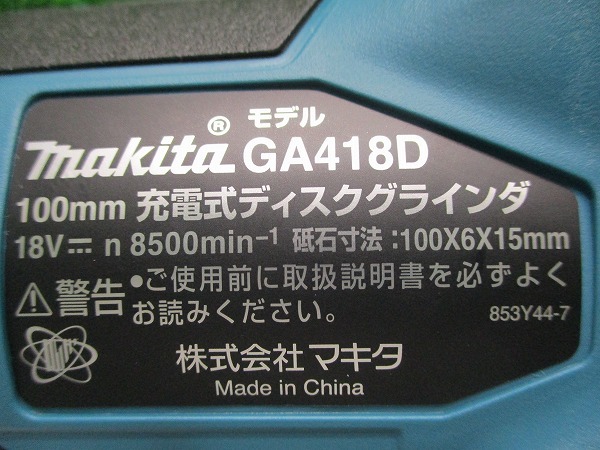 モデル
makita® GA418D
100mm 充電式ディスクグラインダ
18V⎓ n 8500min⁻¹ 砥石寸法:100X6X15mm
⚠警告 •ご使用前に取扱説明書を必ずよく
お読みください。
853Y44-7
株式会社マキタ
Made in China